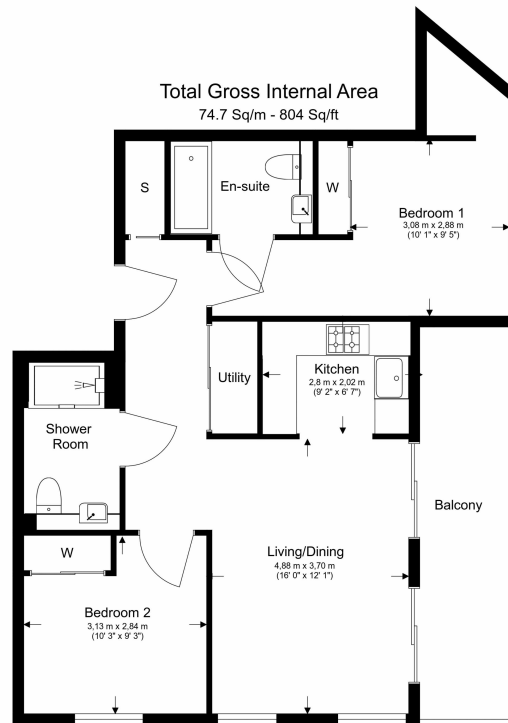 Total Gross Internal Area
74.7 Sq/m - 804 Sq/ft
S
En-suite
W
Bedroom 1
3,08 m x 2,88 m
(10' 1" x 9' 5")
Utility
Kitchen
2,8 m x 2,02 m
(9' 2" x 6' 7")
Shower
Room
Balcony
W
Living/Dining
4,88 m x 3,70 m
(16' 0" x 12' 1")
Bedroom 2
3,13 m x 2,84 m
(10' 3" x 9' 3")